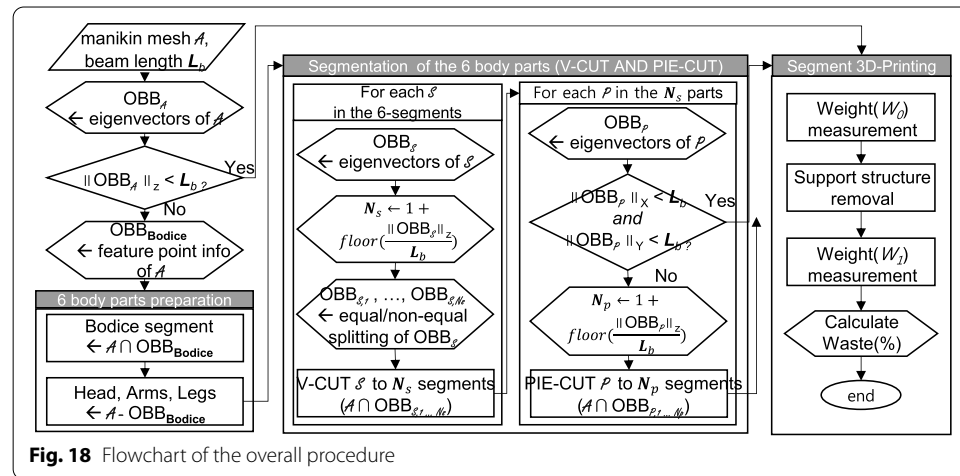 manikin mesh A,
beam length L_b
OBB_A
← eigenvectors of A
Yes
|| OBB_A ||_z < L_b ?
No
OBB_Bodice
← feature point info
of A
6 body parts preparation
Bodice segment
← A ∩ OBB_Bodice
Head, Arms, Legs
← A - OBB_Bodice
Segmentation of the 6 body parts (V-CUT AND PIE-CUT)
For each S
in the 6-segments
OBB_S
← eigenvectors of S
N_s ← 1 +
floor(||OBB_S||_z / L_b)
OBB_S,1 , …, OBB_S,Ns
← equal/non-equal
splitting of OBB_S
V-CUT S to N_s segments
(A ∩ OBB_S,1 … Ns)
For each P in the N_s parts
OBB_P
← eigenvectors of P
|| OBB_P ||_X < L_b
Yes
and
|| OBB_P ||_Y < L_b ?
No
N_p ← 1 +
floor(||OBB_P||_z / L_b)
PIE-CUT P to N_p segments
(A ∩ OBB_P,1 … Np)
Segment 3D-Printing
Weight(W_0)
measurement
Support structure
removal
Weight(W_1)
measurement
Calculate
Waste(%)
end
Fig. 18 Flowchart of the overall procedure